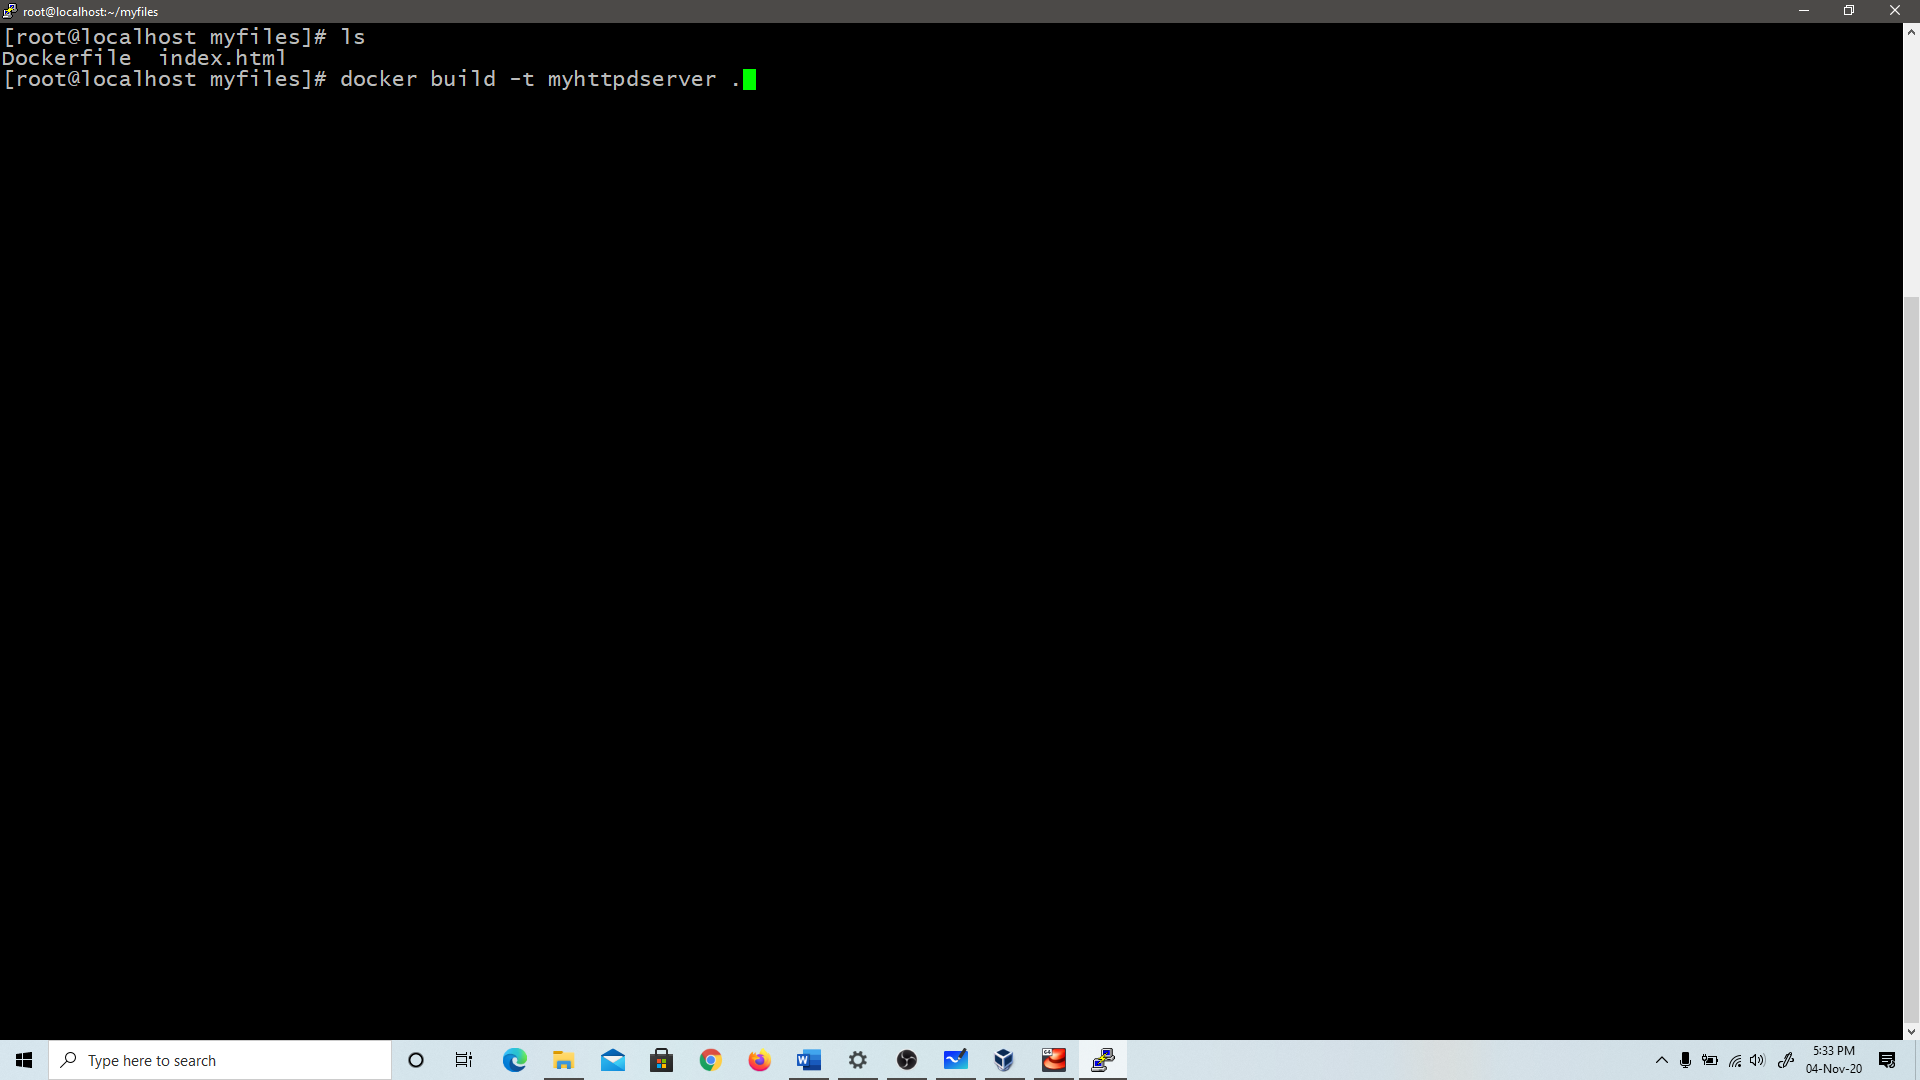 root@localhost:~/myfiles
[root@localhost myfiles]# ls
Dockerfile  index.html
[root@localhost myfiles]# docker build -t myhttpdserver .
Type here to search
5:33 PM
04-Nov-20